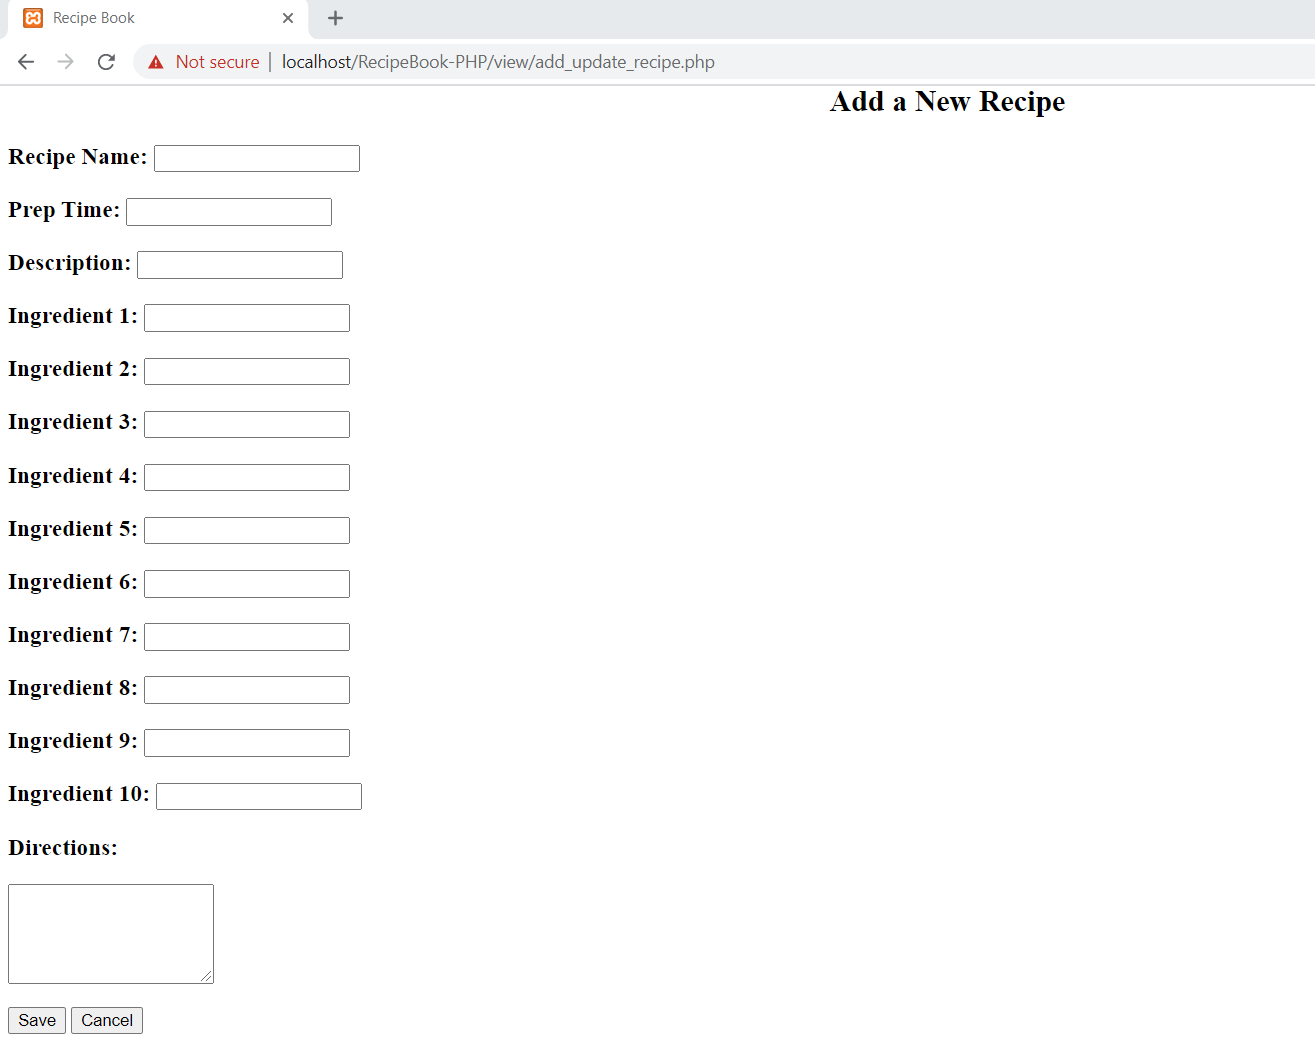 Recipe Book
Not secure | localhost/RecipeBook-PHP/view/add_update_recipe.php
Add a New Recipe
Recipe Name:
Prep Time:
Description:
Ingredient 1:
Ingredient 2:
Ingredient 3:
Ingredient 4:
Ingredient 5:
Ingredient 6:
Ingredient 7:
Ingredient 8:
Ingredient 9:
Ingredient 10:
Directions:
Save Cancel